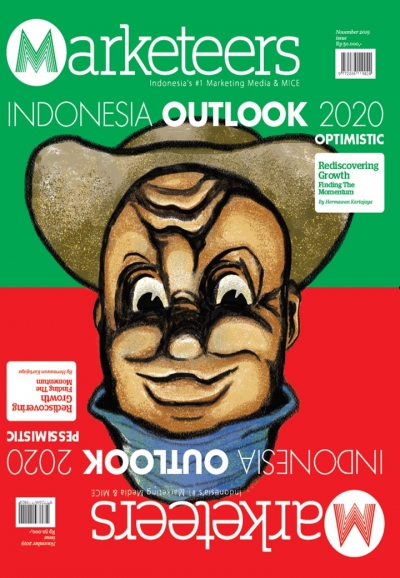 Marketeers
Indonesia's #1 Marketing Media & MICE
November 2019
issue
Rp 50.000,-
INDONESIA OUTLOOK 2020
OPTIMISTIC
Rediscovering
Growth
Finding The
Momentum
By Hermawan Kartajaya
Marketeers
Indonesia's #1 Marketing Media & MICE
November 2019
issue
Rp 50.000,-
INDONESIA OUTLOOK 2020
PESSIMISTIC
Rediscovering
Growth
Finding The
Momentum
By Hermawan Kartajaya